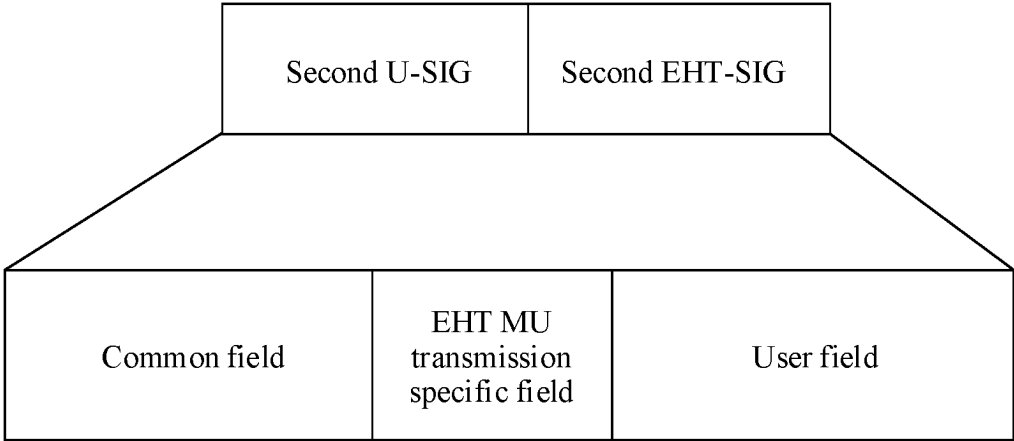 Second U-SIG
Second EHT-SIG
Common field
EHT MU
transmission
specific field
User field